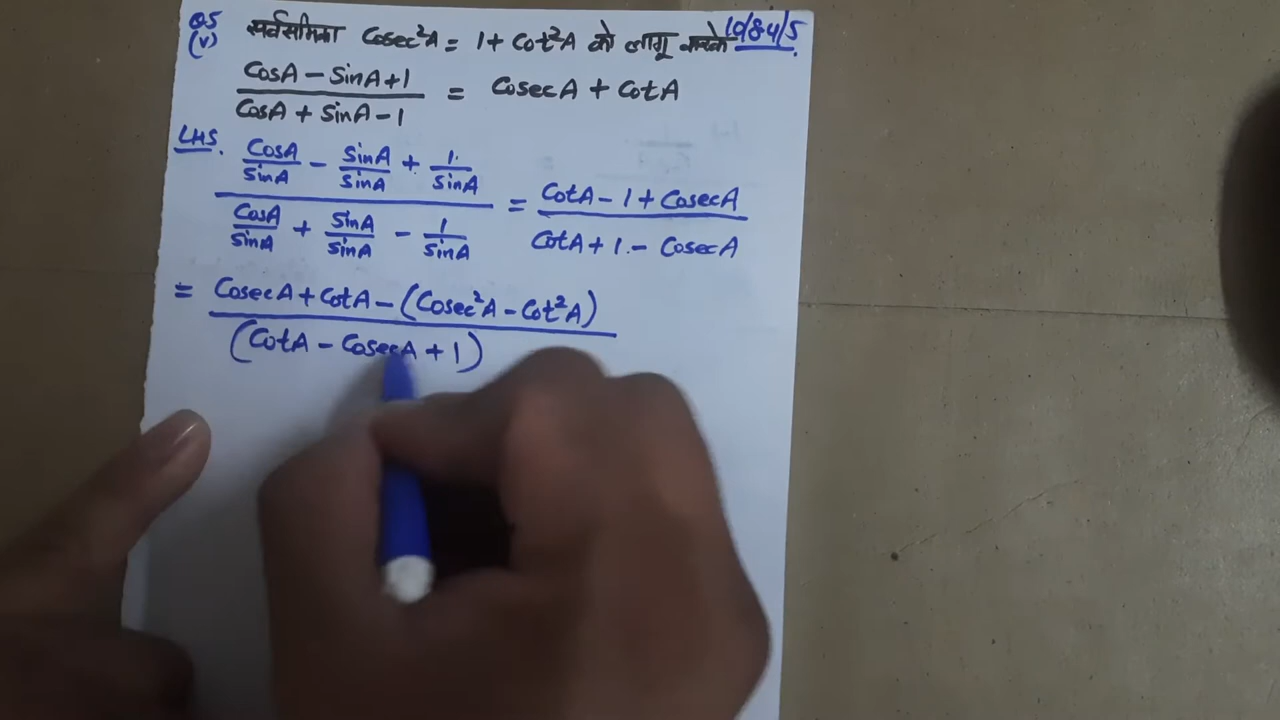 Q5 10/8.4/5
(v) सर्वसमिका Cosec²A = 1 + Cot²A को लागू करके
CosA - SinA + 1 / CosA + SinA - 1 = CosecA + CotA
LHS. CosA/SinA - SinA/SinA + 1/SinA / CosA/SinA + SinA/SinA - 1/SinA = CotA - 1 + CosecA / CotA + 1 - CosecA
= CosecA + CotA - (Cosec²A - Cot²A) / (CotA - CosecA + 1)